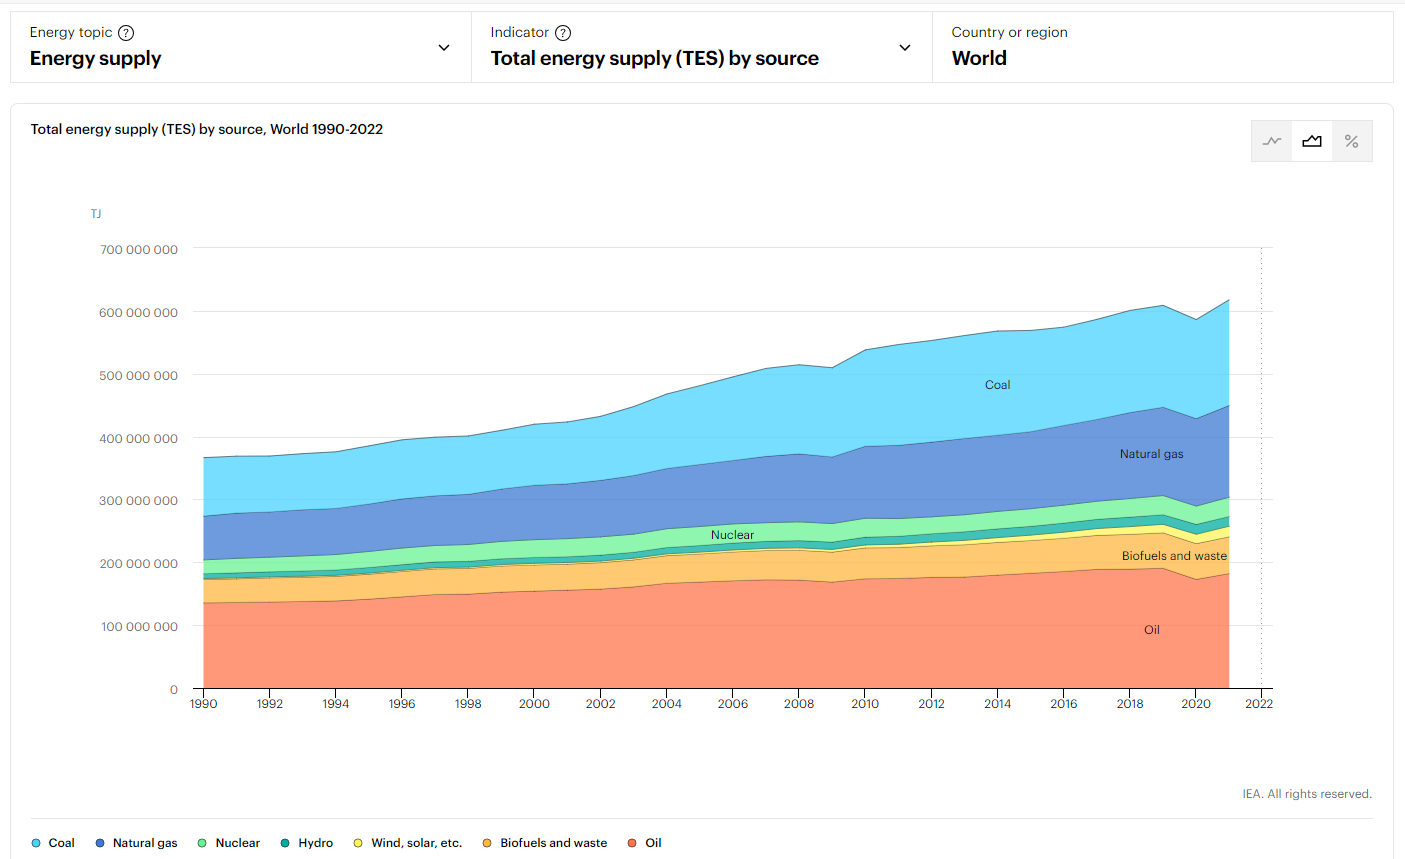 Energy topic ?
Energy supply
Indicator ?
Total energy supply (TES) by source
Country or region
World
Total energy supply (TES) by source, World 1990-2022
%
TJ
700 000 000
600 000 000
500 000 000
400 000 000
300 000 000
200 000 000
100 000 000
0
Coal
Natural gas
Nuclear
Biofuels and waste
Oil
1990 1992 1994 1996 1998 2000 2002 2004 2006 2008 2010 2012 2014 2016 2018 2020 2022
IEA. All rights reserved.
Coal Natural gas Nuclear Hydro Wind, solar, etc. Biofuels and waste Oil